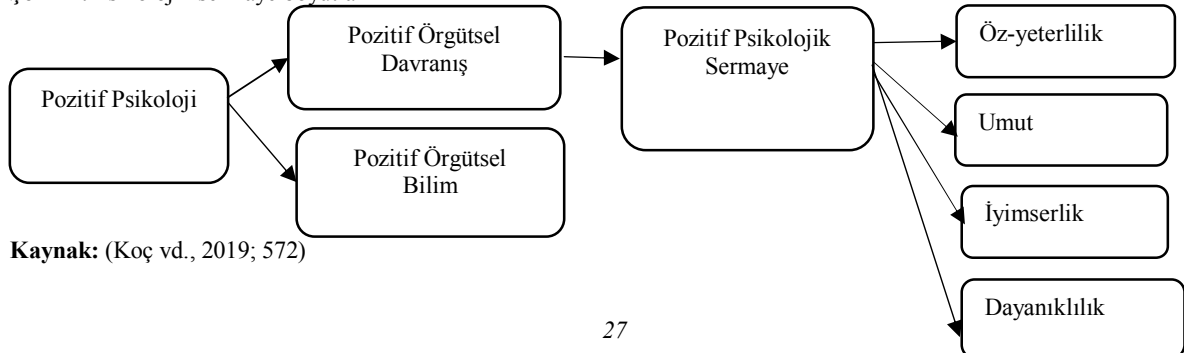 Pozitif Psikoloji
Pozitif Örgütsel
Davranış
Pozitif Örgütsel
Bilim
Pozitif Psikolojik
Sermaye
Öz-yeterlilik
Umut
İyimserlik
Dayanıklılık
Kaynak: (Koç vd., 2019; 572)
27